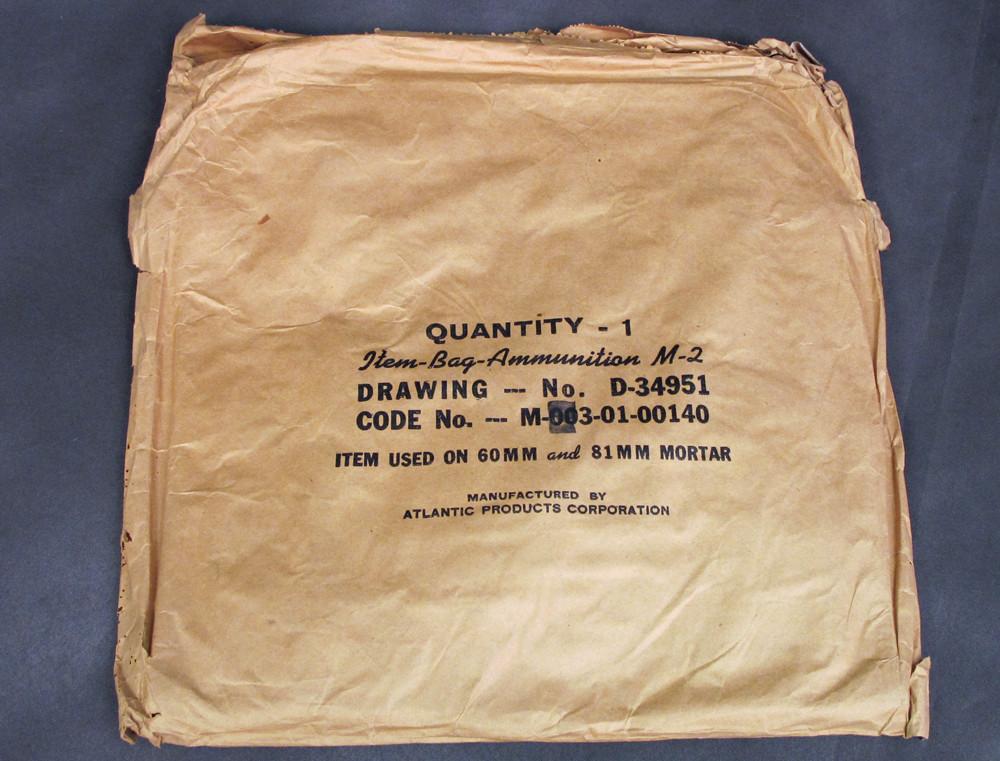 QUANTITY - 1
Item-Bag-Ammunition M-2
DRAWING --- No. D-34951
CODE No. --- M-003-01-00140
ITEM USED ON 60MM and 81MM MORTAR
MANUFACTURED BY
ATLANTIC PRODUCTS CORPORATION